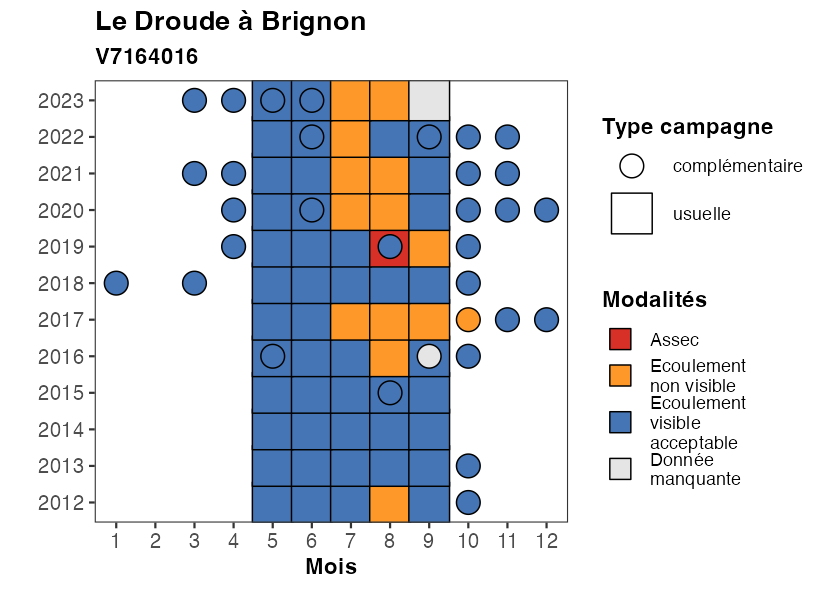 Le Droude à Brignon
V7164016
2023
2022
2021
2020
2019
2018
2017
2016
2015
2014
2013
2012
1 2 3 4 5 6 7 8 9 10 11 12
Mois
Type campagne
complémentaire
usuelle
Modalités
Assec
Ecoulement
non visible
Ecoulement
visible
acceptable
Donnée
manquante